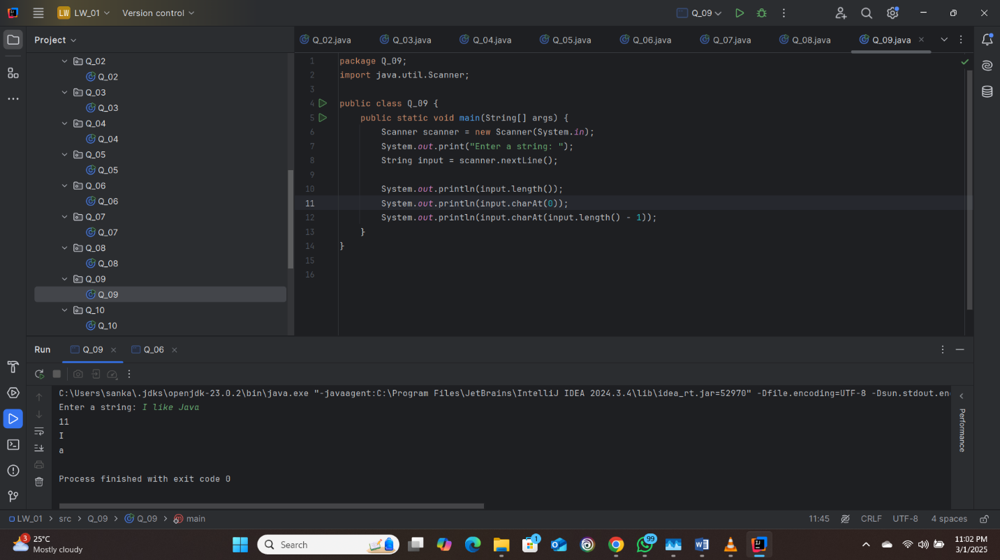 LW LW_01 Version control Q_09
Project
Q_02.java Q_03.java Q_04.java Q_05.java Q_06.java Q_07.java Q_08.java Q_09.java
Q_02
Q_02
Q_03
Q_03
Q_04
Q_04
Q_05
Q_05
Q_06
Q_06
Q_07
Q_07
Q_08
Q_08
Q_09
Q_09
Q_10
Q_10
1 package Q_09;
2 import java.util.Scanner;
3
4 public class Q_09 {
5 public static void main(String[] args) {
6 Scanner scanner = new Scanner(System.in);
7 System.out.print("Enter a string: ");
8 String input = scanner.nextLine();
9
10 System.out.println(input.length());
11 System.out.println(input.charAt(0));
12 System.out.println(input.charAt(input.length() - 1));
13 }
14 }
15
16
Run Q_09 Q_06
C:\Users\sanka\.jdks\openjdk-23.0.2\bin\java.exe "-javaagent:C:\Program Files\JetBrains\IntelliJ IDEA 2024.3.4\lib\idea_rt.jar=52970" -Dfile.encoding=UTF-8 -Dsun.stdout.en
Enter a string: I like Java
11
I
a
Process finished with exit code 0
Performance
LW_01 > src > Q_09 > Q_09 > main 11:45 CRLF UTF-8 4 spaces
3 25°C
Mostly cloudy
Search
1
99
11:02 PM
3/1/2025